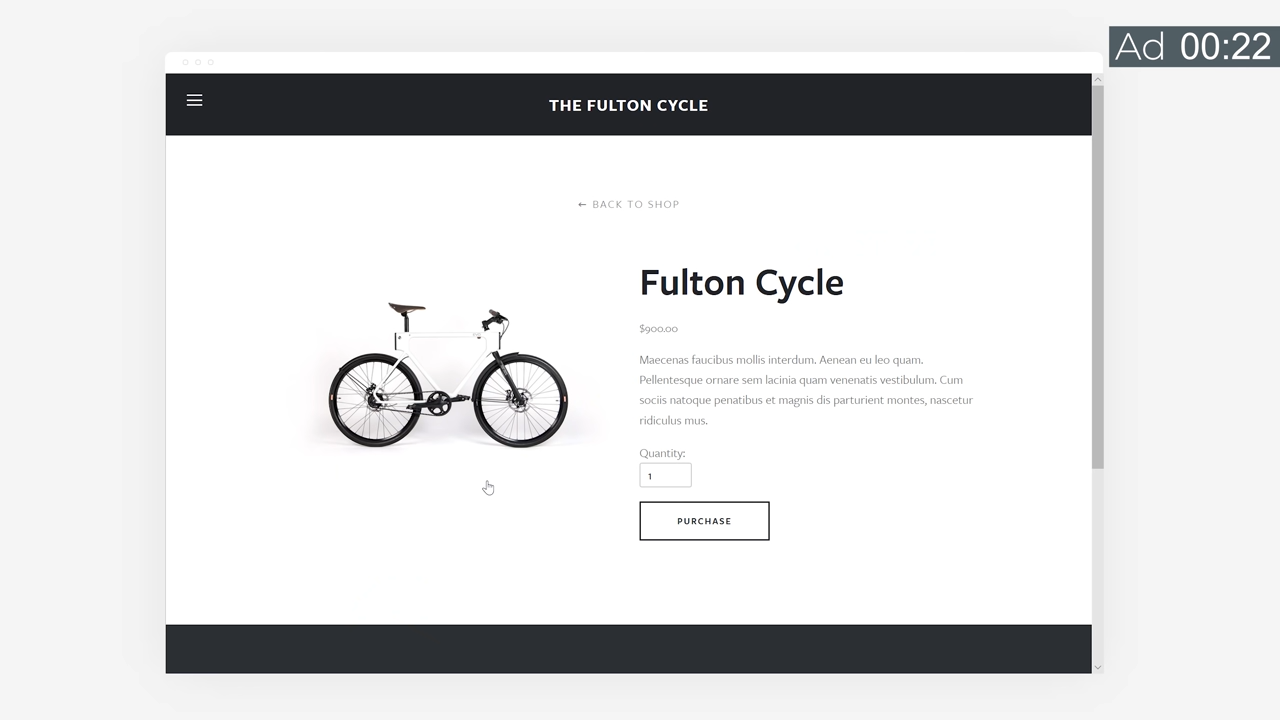 Ad 00:22
THE FULTON CYCLE
← BACK TO SHOP
Fulton Cycle
$900.00
Maecenas faucibus mollis interdum. Aenean eu leo quam.
Pellentesque ornare sem lacinia quam venenatis vestibulum. Cum
sociis natoque penatibus et magnis dis parturient montes, nascetur
ridiculus mus.
Quantity:
1
PURCHASE